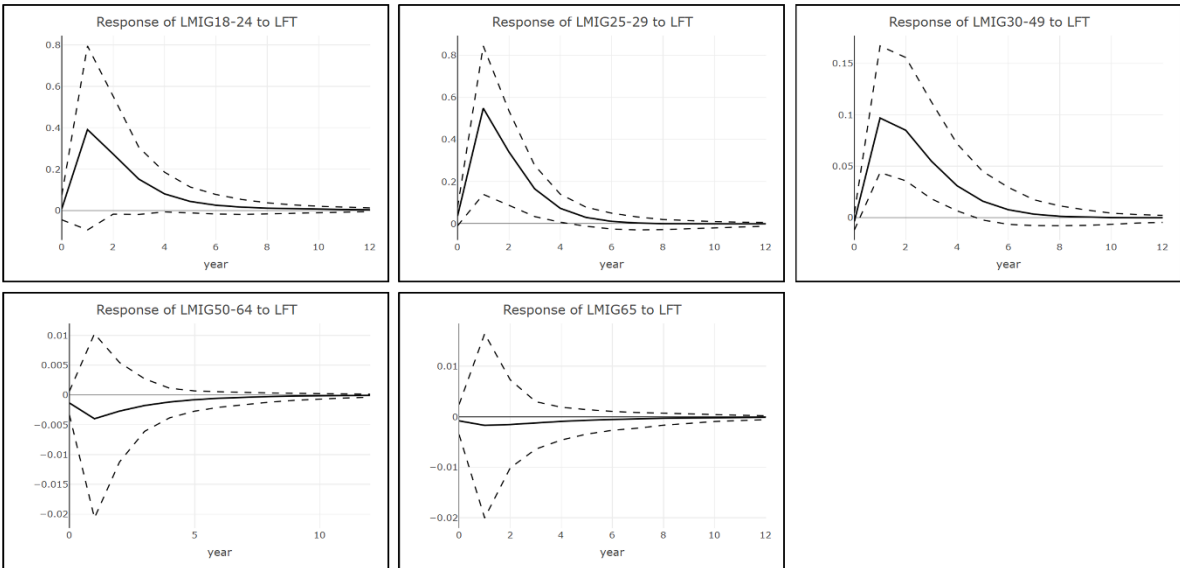 Response of LMIG18-24 to LFT
0.8
0.6
0.4
0.2
0
0 2 4 6 8 10 12
year
Response of LMIG25-29 to LFT
0.8
0.6
0.4
0.2
0
0 2 4 6 8 10 12
year
Response of LMIG30-49 to LFT
0.15
0.1
0.05
0
0 2 4 6 8 10 12
year
Response of LMIG50-64 to LFT
0.01
0.005
0
−0.005
−0.01
−0.015
−0.02
0 5 10
year
Response of LMIG65 to LFT
0.01
0
−0.01
−0.02
0 2 4 6 8 10 12
year